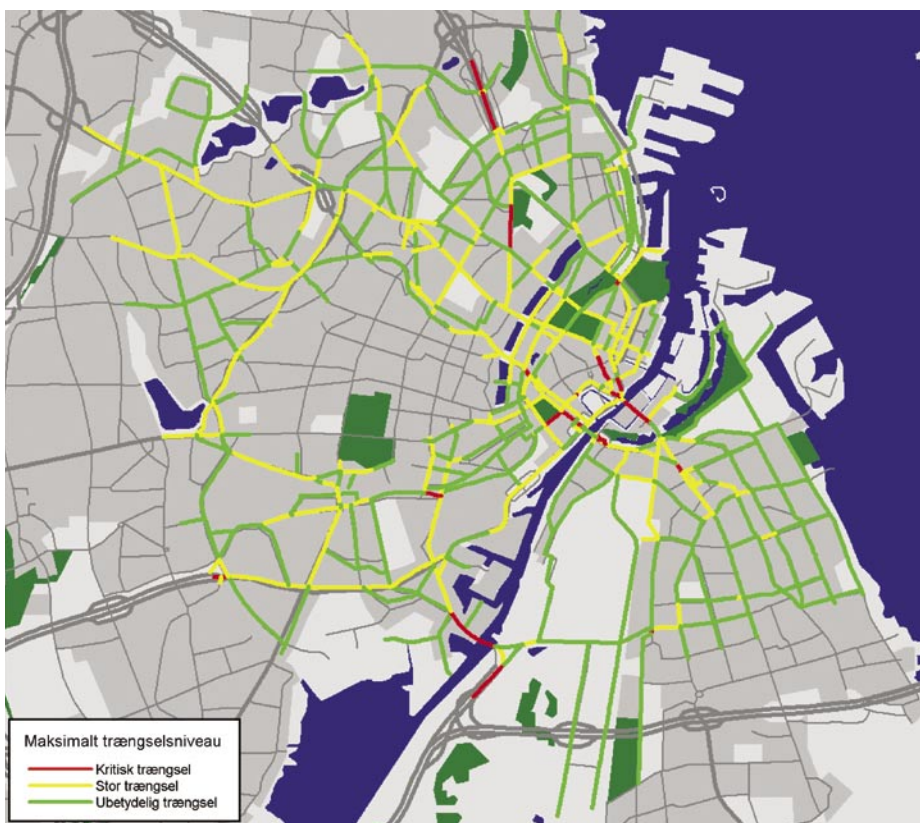 Maksimalt trængselsniveau
Kritisk trængsel
Stor trængsel
Ubetydelig trængsel